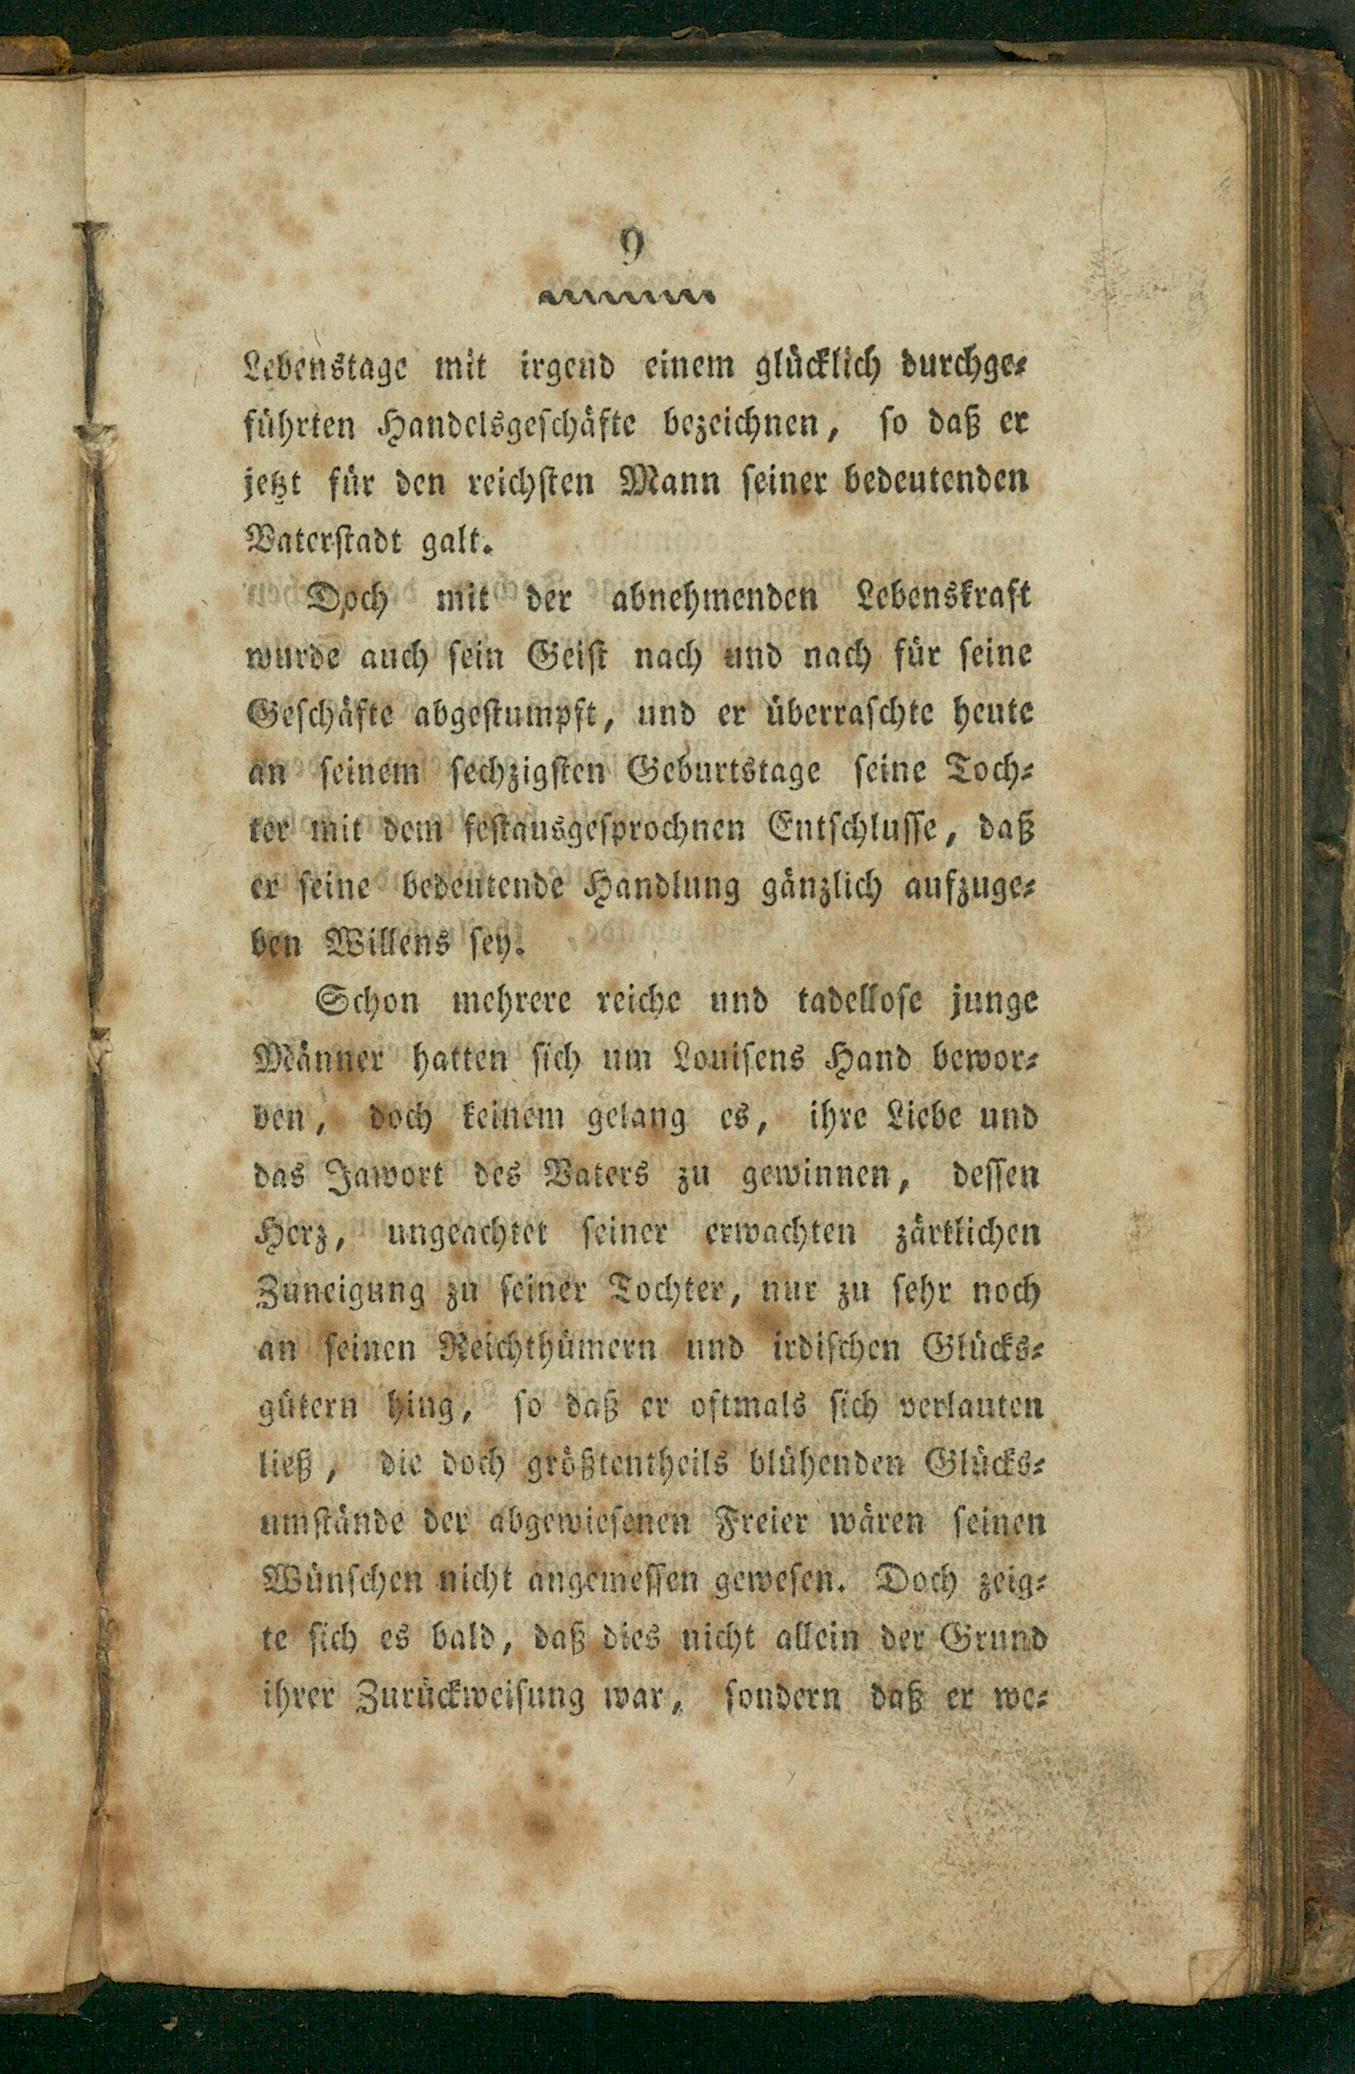 9
Lebenstage mit irgend einem glücklich durchge⸗
führten Handelsgeschäfte bezeichnen, so daß er
jetzt für den reichsten Mann seiner bedeutenden
Vaterstadt galt.
Doch mit der abnehmenden Lebenskraft
wurde auch sein Geist nach und nach für seine
Geschäfte abgestumpft, und er überraschte heute
an seinem sechzigsten Geburtstage seine Toch⸗
ter mit dem festausgesprochnen Entschlusse, daß
er seine bedeutende Handlung gänzlich aufzuge⸗
ben Willens sey.
Schon mehrere reiche und tadellose junge
Männer hatten sich um Louisens Hand bewor⸗
ben, doch keinem gelang es, ihre Liebe und
das Jawort des Vaters zu gewinnen, dessen
Herz, ungeachtet seiner erwachten zärtlichen
Zuneigung zu seiner Tochter, nur zu sehr noch
an seinen Reichthümern und irdischen Glücks⸗
gütern hing, so daß er oftmals sich verlauten
ließ, die doch größtentheils blühenden Glücks⸗
umstände der abgewiesenen Freier wären seinen
Wünschen nicht angemessen gewesen. Doch zeig⸗
te sich es bald, daß dies nicht allein der Grund
ihrer Zurückweisung war, sondern daß er we⸗